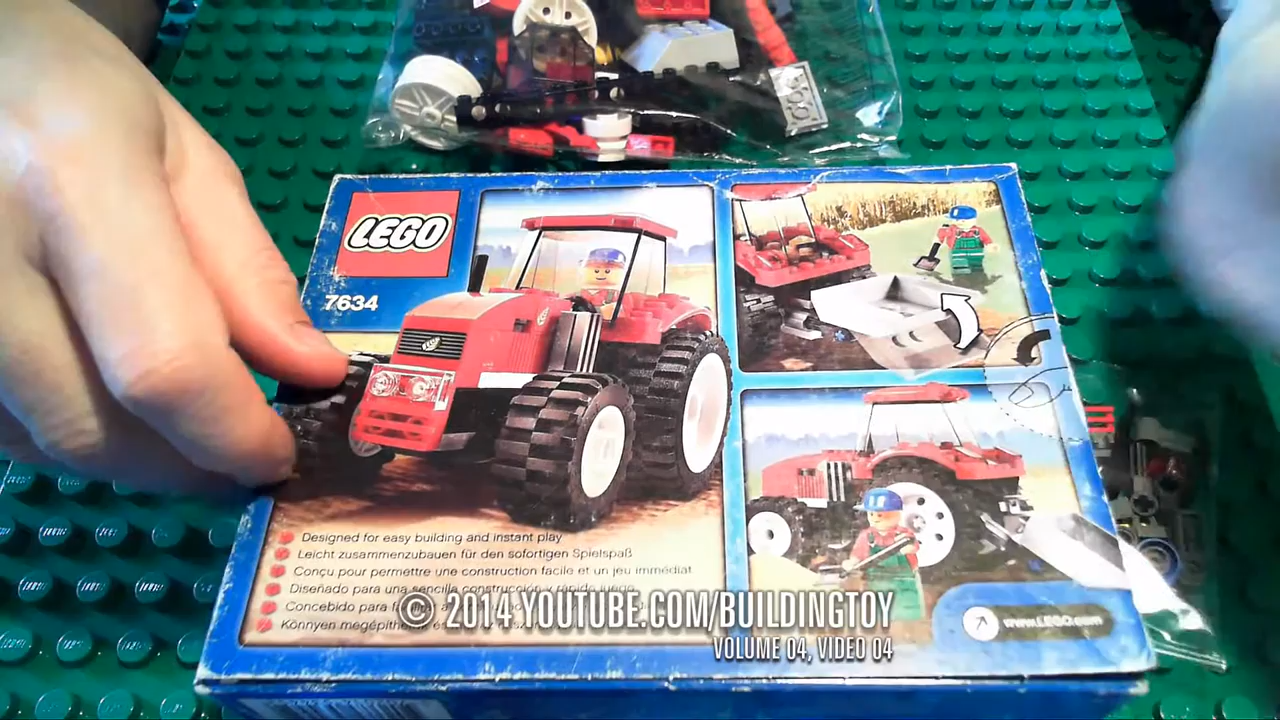 LEGO
7634
Designed for easy building and instant play
Leicht zusammenzubauen für den sofortigen Spielspaß
Conçu pour permettre une construction facile et un jeu immédiat
Diseñado para una sencilla construcción y rápido juego
Concebido para
Könnyen
© 2014 YOUTUBE.COM/BUILDINGTOY
VOLUME 04, VIDEO 04
www.LEGO.com